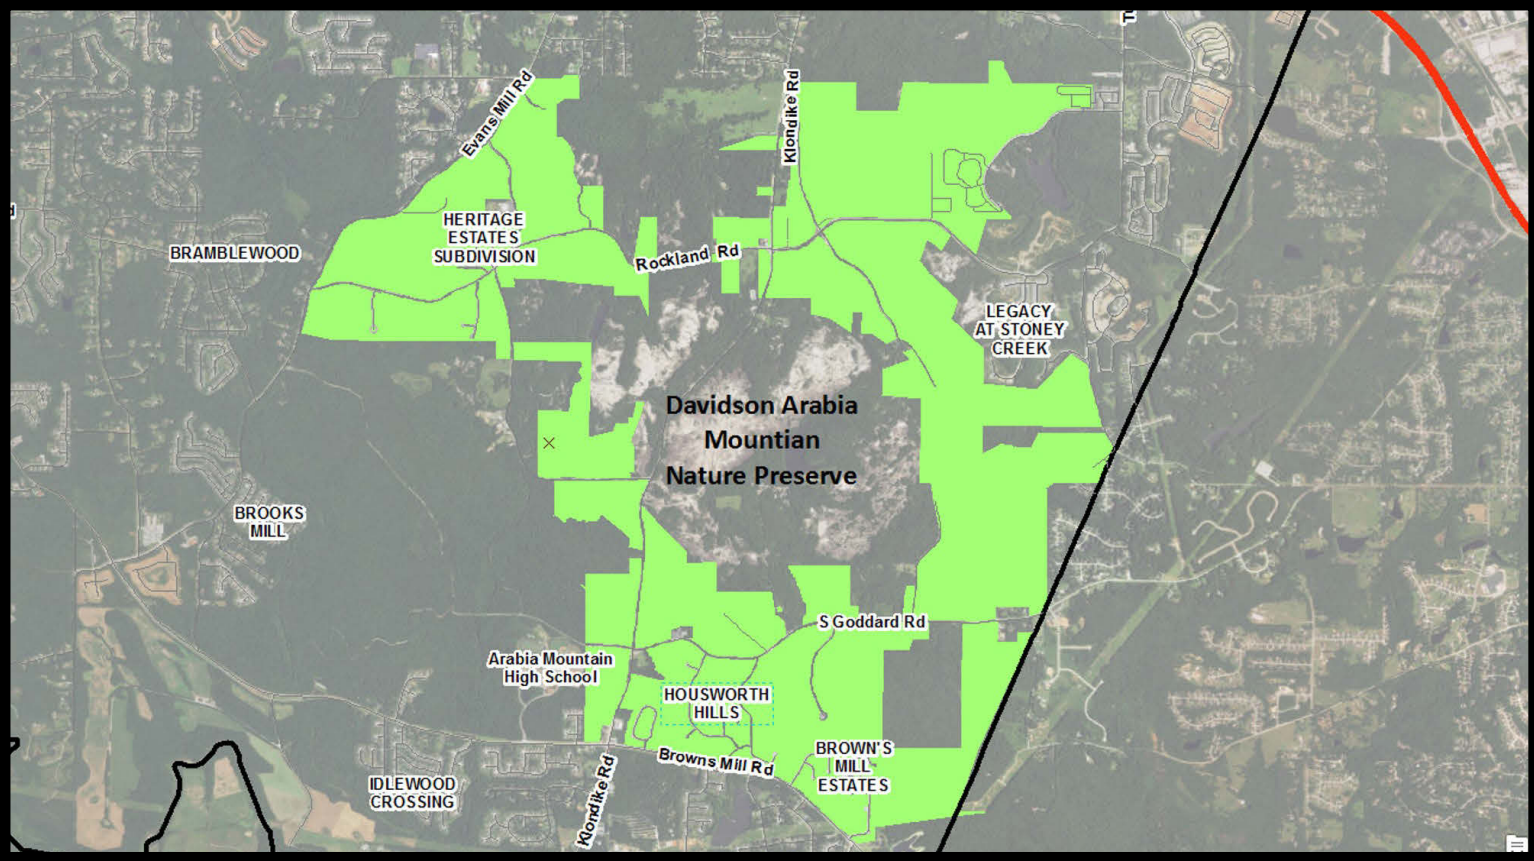 Evans Mill Rd
Klondike Rd
HERITAGE
ESTATES
SUBDIVISION
BRAMBLEWOOD
Rockland Rd
LEGACY
AT STONEY
CREEK
Davidson Arabia
Mountian
Nature Preserve
BROOKS
MILL
S Goddard Rd
Arabia Mountain
High School
HOUSWORTH
HILLS
BROWN'S
MILL
ESTATES
Browns Mill Rd
IDLEWOOD
CROSSING
Klondike Rd